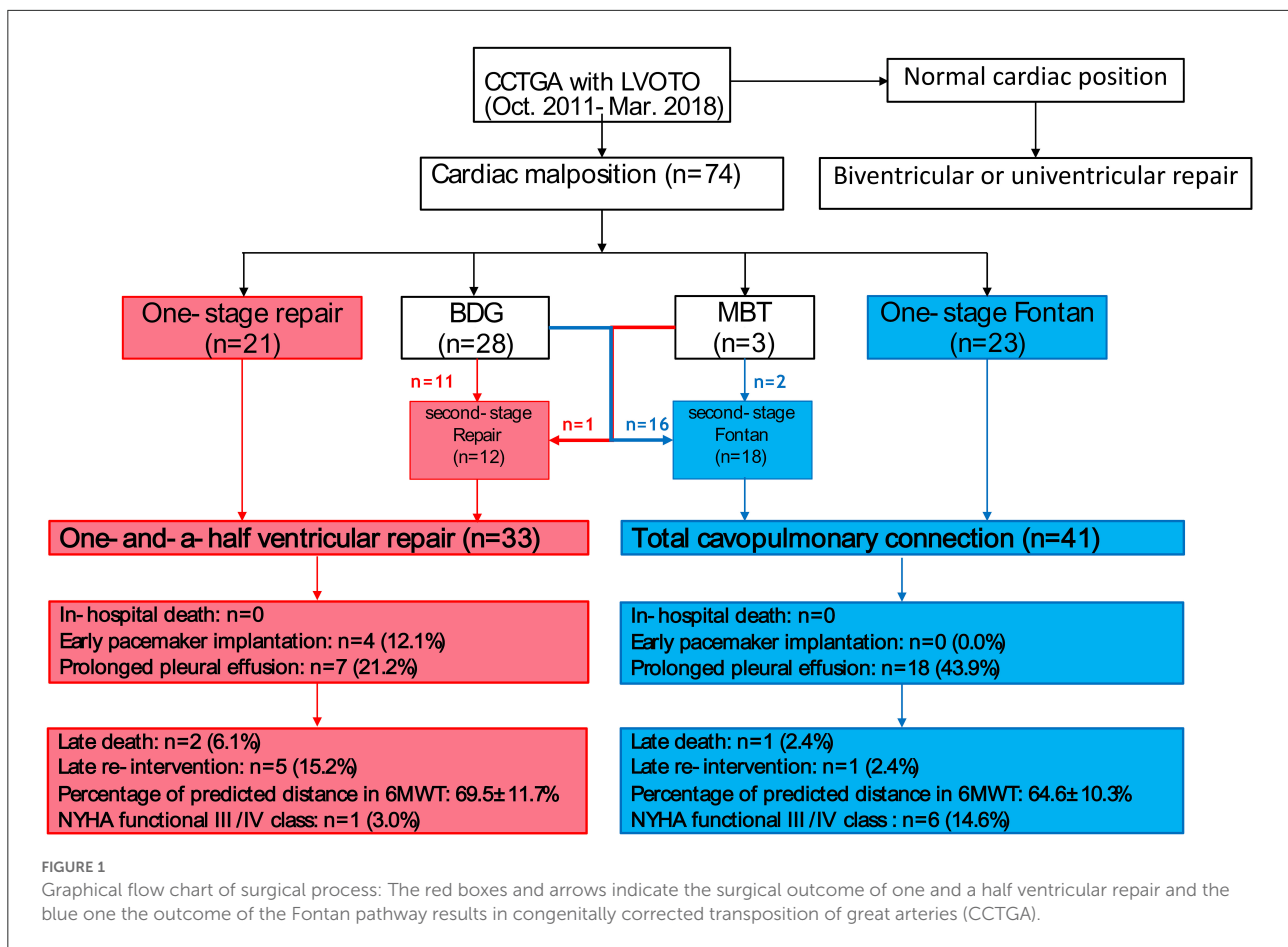 CCTGA with LVOTO
(Oct. 2011- Mar. 2018)
Normal cardiac position
Cardiac malposition (n=74)
Biventricular or univentricular repair
One-stage repair
(n=21)
BDG
(n=28)
MBT
(n=3)
One-stage Fontan
(n=23)
n=11
n=2
second-stage
Repair
(n=12)
n=1
n=16
second-stage
Fontan
(n=18)
One-and-a-half ventricular repair (n=33)
Total cavopulmonary connection (n=41)
In-hospital death: n=0
Early pacemaker implantation: n=4 (12.1%)
Prolonged pleural effusion: n=7 (21.2%)
In-hospital death: n=0
Early pacemaker implantation: n=0 (0.0%)
Prolonged pleural effusion: n=18 (43.9%)
Late death: n=2 (6.1%)
Late re-intervention: n=5 (15.2%)
Percentage of predicted distance in 6MWT: 69.5±11.7%
NYHA functional III/IV class: n=1 (3.0%)
Late death: n=1 (2.4%)
Late re-intervention: n=1 (2.4%)
Percentage of predicted distance in 6MWT: 64.6±10.3%
NYHA functional III/IV class : n=6 (14.6%)
FIGURE 1
Graphical flow chart of surgical process: The red boxes and arrows indicate the surgical outcome of one and a half ventricular repair and the
blue one the outcome of the Fontan pathway results in congenitally corrected transposition of great arteries (CCTGA).